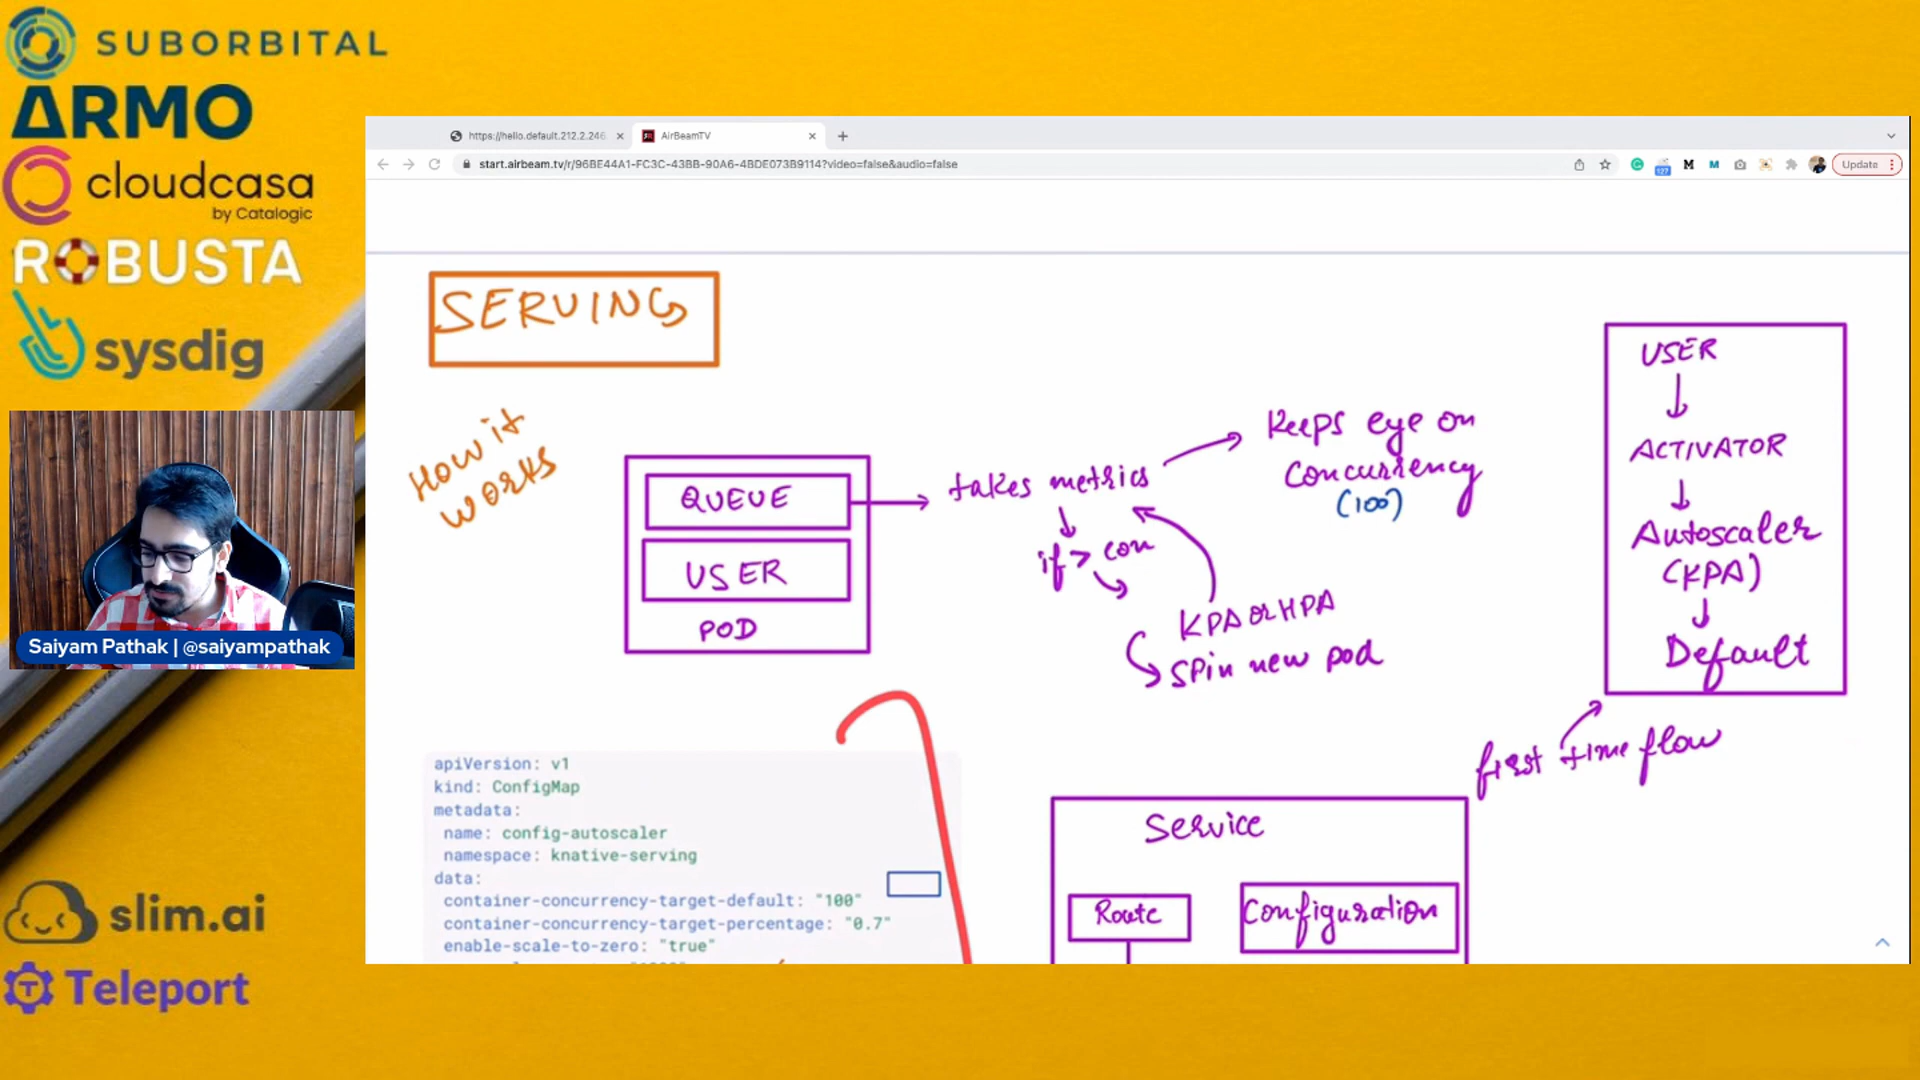 SUBORBITAL
ARMO
cloudcasa
by Catalogic
ROBUSTA
sysdig
Saiyam Pathak | @saiyampathak
slim.ai
Teleport
https://hello.default.212.2.246.
AirBeamTV
start.airbeam.tv/r/96BE44A1-FC3C-43BB-90A6-4BDE073B9114?video=false&audio=false
127
M
M
Update
SERVING
How it
works
QUEUE
USER
POD
takes metrics
if > con
Keeps eye on
concurrency
(100)
KPA or HPA
Spin new pod
USER
ACTIVATOR
Autoscaler
(KPA)
Default
first time flow
apiVersion: v1
kind: ConfigMap
metadata:
name: config-autoscaler
namespace: knative-serving
data:
container-concurrency-target-default: "100"
container-concurrency-target-percentage: "0.7"
enable-scale-to-zero: "true"
Service
Route
Configuration